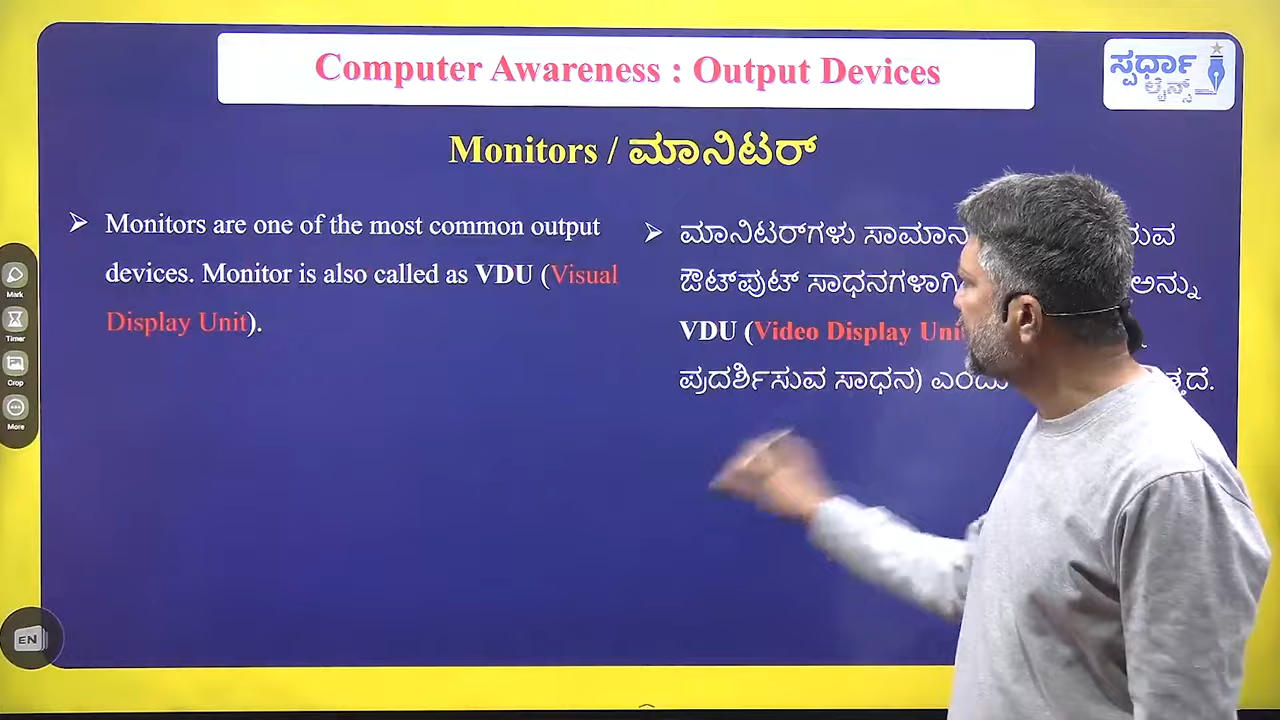 Computer Awareness : Output Devices
ಸ್ಪರ್ಧಾ
ಲೈನ್ಸ್
Monitors / ಮಾನಿಟರ್
Monitors are one of the most common output
devices. Monitor is also called as VDU (Visual
Display Unit).
ಮಾನಿಟರ್‌ಗಳು
ಔಟ್‌ಪುಟ್ ಅನ್ನು
VDU (Video Display
ಪ್ರದರ್ಶಿಸುವ ಸಾಧನ) ಎಂದು
Mark
Timer
Crop
More
EN